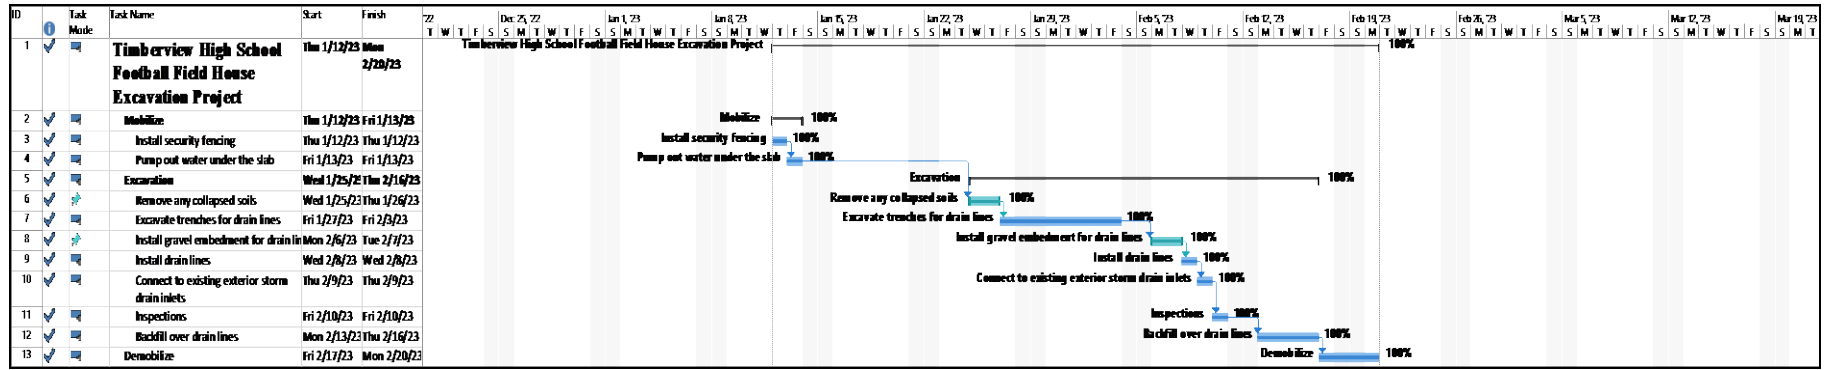 ID Task Mode Task Name Start Finish '22 Dec 25, '22 Jan 1, '23 Jan 8, '23 Jan 15, '23 Jan 22, '23 Jan 29, '23 Feb 5, '23 Feb 12, '23 Feb 19, '23 Feb 26, '23 Mar 5, '23 Mar 12, '23 Mar 19, '23
T W T F S S M T W T F S S M T W T F S S M T W T F S S M T W T F S S M T W T F S S M T W T F S S M T W T F S S M T W T F S S M T W T F S S M T W T F S S M T W T F S S M T W T F S S M T
1 Timberview High School Football Field House Excavation Project Thu 1/12/23 Mon 2/20/23 Timberview High School Football Field House Excavation Project 100%
2 Mobilize Thu 1/12/23 Fri 1/13/23 Mobilize 100%
3 Install security fencing Thu 1/12/23 Thu 1/12/23 Install security fencing 100%
4 Pump out water under the slab Fri 1/13/23 Fri 1/13/23 Pump out water under the slab 100%
5 Excavation Wed 1/25/23 Thu 2/16/23 Excavation 100%
6 Remove any collapsed soils Wed 1/25/23 Thu 1/26/23 Remove any collapsed soils 100%
7 Excavate trenches for drain lines Fri 1/27/23 Fri 2/3/23 Excavate trenches for drain lines 100%
8 Install gravel embedment for drain lin Mon 2/6/23 Tue 2/7/23 Install gravel embedment for drain lines 100%
9 Install drain lines Wed 2/8/23 Wed 2/8/23 Install drain lines 100%
10 Connect to existing exterior storm drain inlets Thu 2/9/23 Thu 2/9/23 Connect to existing exterior storm drain inlets 100%
11 Inspections Fri 2/10/23 Fri 2/10/23 Inspections 100%
12 Backfill over drain lines Mon 2/13/23 Thu 2/16/23 Backfill over drain lines 100%
13 Demobilize Fri 2/17/23 Mon 2/20/23 Demobilize 100%